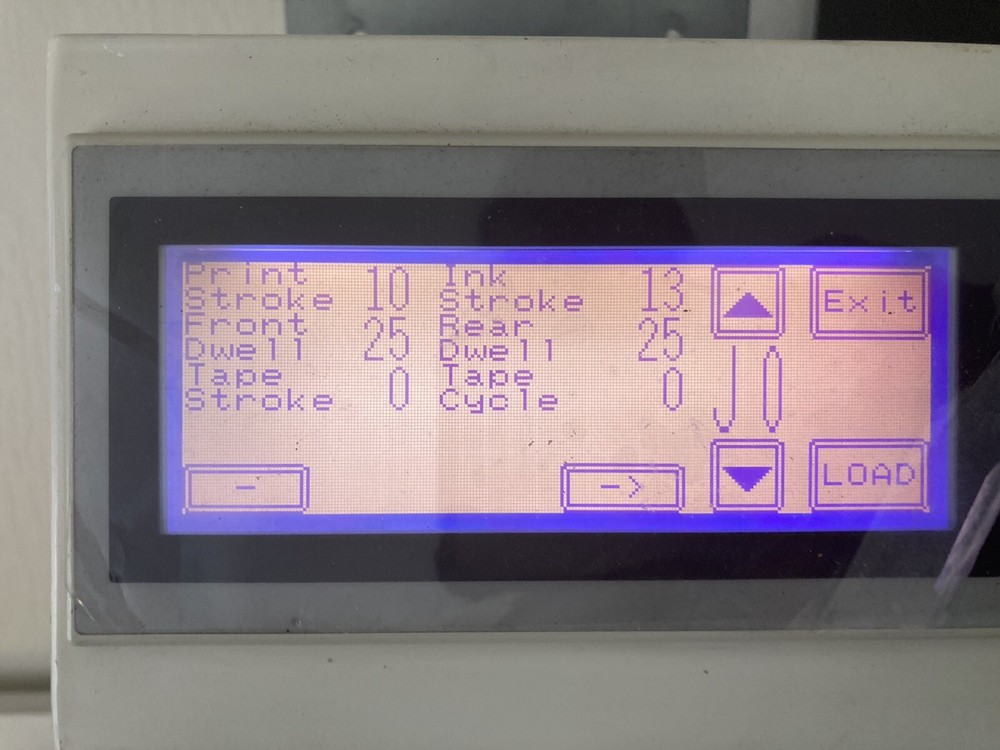 Print Stroke 10 Ink Stroke 13
Front Dwell 25 Rear Dwell 25
Tape Stroke 0 Tape Cycle 0
Exit
J0
- -> LOAD